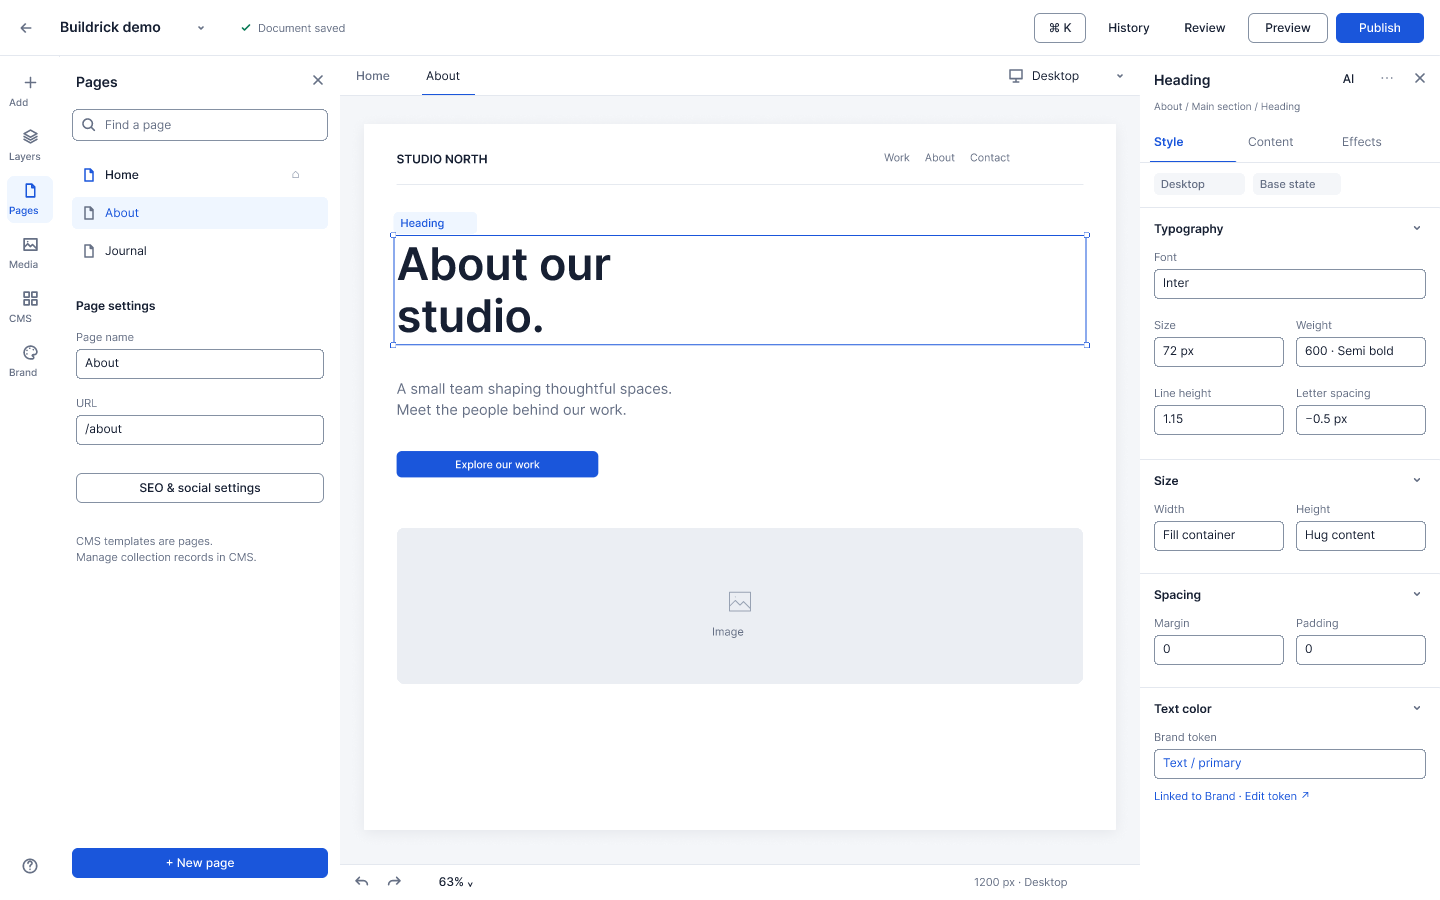 Buildrick demo
Document saved
⌘ K
History
Review
Preview
Publish
Add
Layers
Pages
Media
CMS
Brand
Pages
Find a page
Home
About
Journal
Page settings
Page name
About
URL
/about
SEO & social settings
CMS templates are pages.
Manage collection records in CMS.
+ New page
Home
About
Desktop
STUDIO NORTH
Work
About
Contact
Heading
About our
studio.
A small team shaping thoughtful spaces.
Meet the people behind our work.
Explore our work
Image
63%
1200 px · Desktop
Heading
AI
···
About / Main section / Heading
Style
Content
Effects
Desktop
Base state
Typography
Font
Inter
Size
Weight
72 px
600 · Semi bold
Line height
Letter spacing
1.15
−0.5 px
Size
Width
Height
Fill container
Hug content
Spacing
Margin
Padding
0
0
Text color
Brand token
Text / primary
Linked to Brand · Edit token ↗